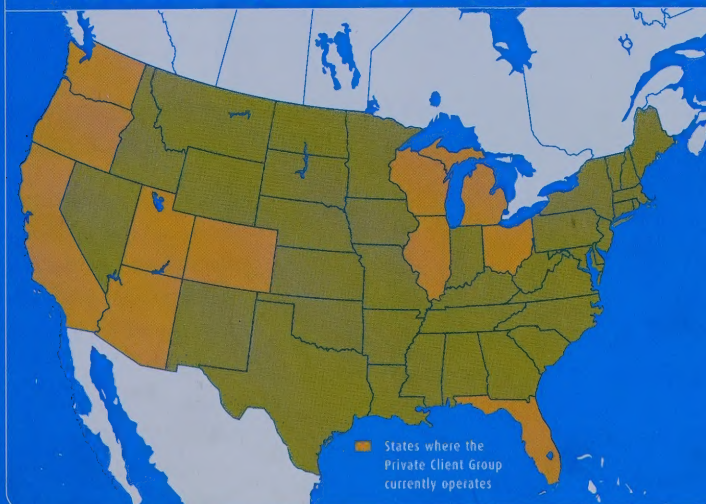 States where the
Private Client Group
currently operates